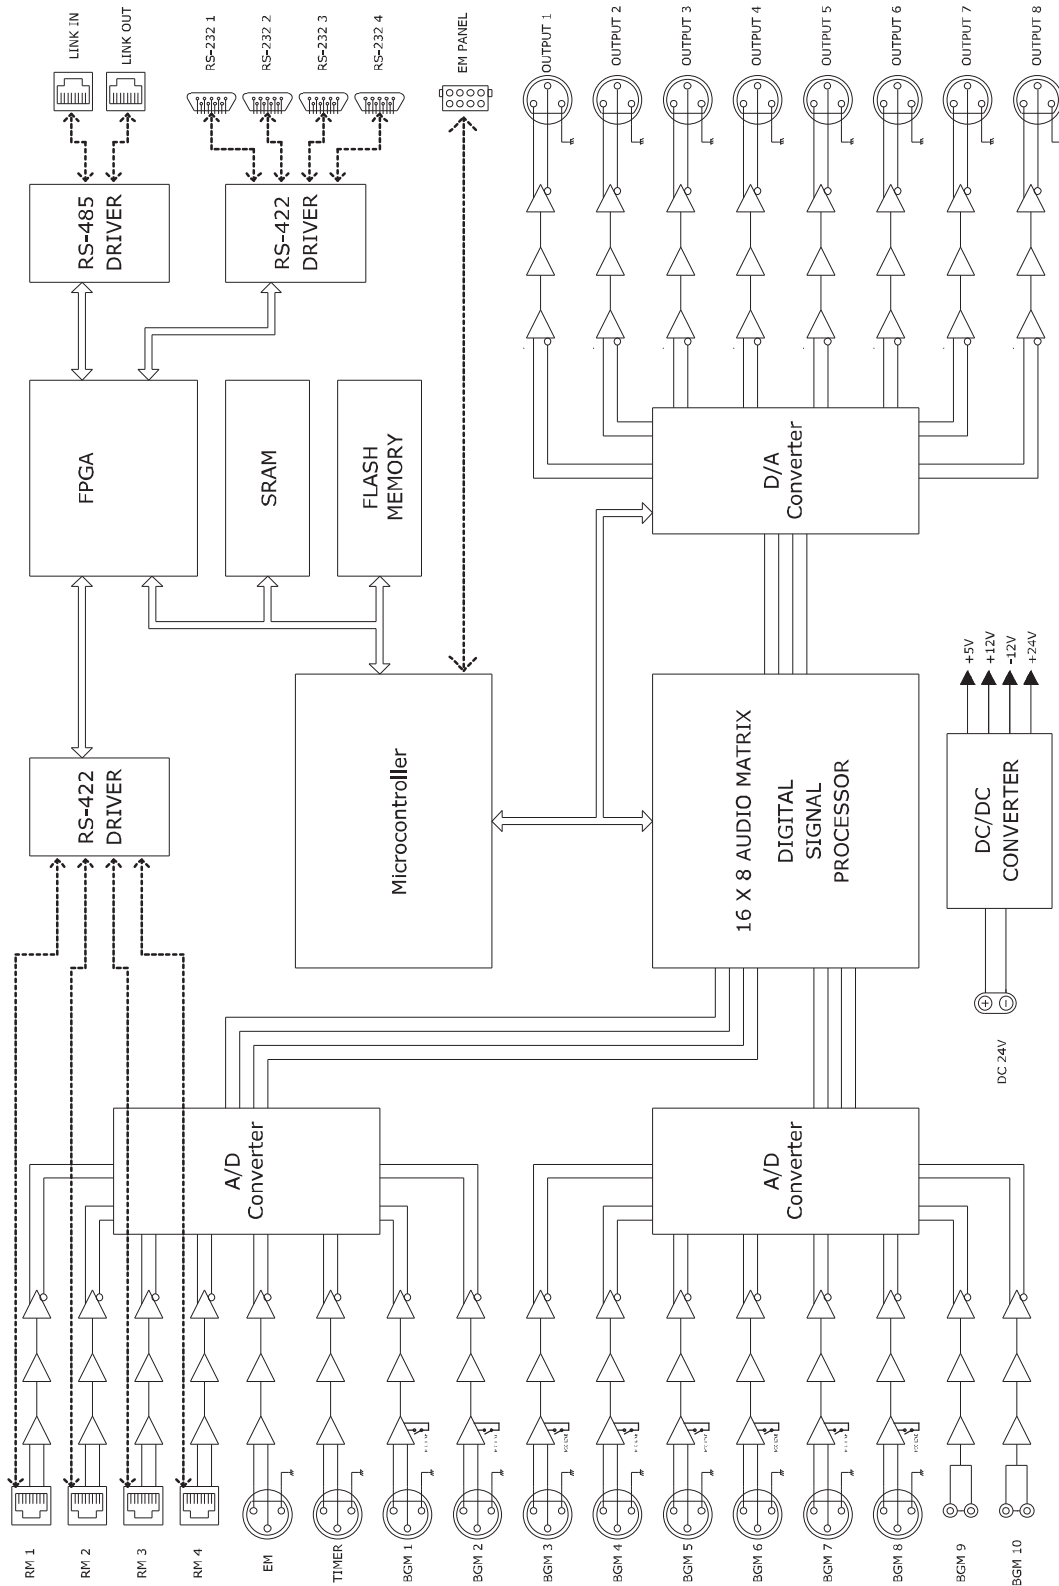 LINK IN
LINK OUT
RS-232 1
RS-232 2
RS-232 3
RS-232 4
EM PANEL
OUTPUT 1
OUTPUT 2
OUTPUT 3
OUTPUT 4
OUTPUT 5
OUTPUT 6
OUTPUT 7
OUTPUT 8
RS-485
DRIVER
RS-422
DRIVER
FPGA
SRAM
FLASH
MEMORY
D/A
Converter
RS-422
DRIVER
Microcontroller
16 X 8 AUDIO MATRIX
DIGITAL
SIGNAL
PROCESSOR
+5V
+12V
-12V
+24V
DC/DC
CONVERTER
+
−
DC 24V
A/D
Converter
A/D
Converter
RM 1
RM 2
RM 3
RM 4
EM
TIMER
BGM 1
BGM 2
BGM 3
BGM 4
BGM 5
BGM 6
BGM 7
BGM 8
BGM 9
BGM 10